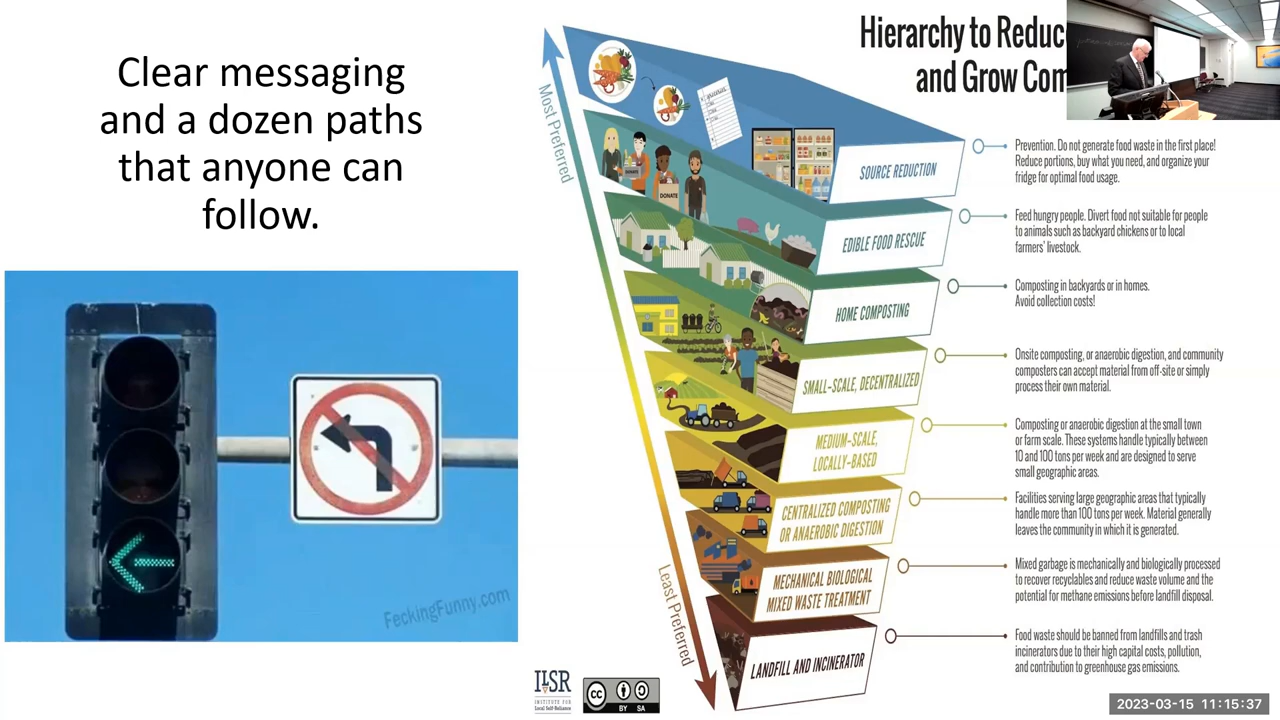 Clear messaging
and a dozen paths
that anyone can
follow.
FeckingFunny.com
Hierarchy to Reduc
and Grow Com
Most Preferred
Least Preferred
DONATE
DONATE
SOURCE REDUCTION
Prevention. Do not generate food waste in the first place!
Reduce portions, buy what you need, and organize your
fridge for optimal food usage.
EDIBLE FOOD RESCUE
Feed hungry people. Divert food not suitable for people
to animals such as backyard chickens or to local
farmers' livestock.
HOME COMPOSTING
Composting in backyards or in homes.
Avoid collection costs!
SMALL-SCALE, DECENTRALIZED
Onsite composting, or anaerobic digestion, and community
composters can accept material from off-site or simply
process their own material.
MEDIUM-SCALE,
LOCALLY-BASED
Composting or anaerobic digestion at the small town
or farm scale. These systems handle typically between
10 and 100 tons per week and are designed to serve
small geographic areas.
CENTRALIZED COMPOSTING
OR ANAEROBIC DIGESTION
Facilities serving large geographic areas that typically
handle more than 100 tons per week. Material generally
leaves the community in which it is generated.
MECHANICAL BIOLOGICAL
MIXED WASTE TREATMENT
Mixed garbage is mechanically and biologically processed
to recover recyclables and reduce waste volume and the
potential for methane emissions before landfill disposal.
LANDFILL AND INCINERATOR
Food waste should be banned from landfills and trash
incinerators due to their high capital costs, pollution,
and contribution to greenhouse gas emissions.
ILSR
INSTITUTE FOR
Local Self-Reliance
cc
BY SA
2023-03-15 11:15:37